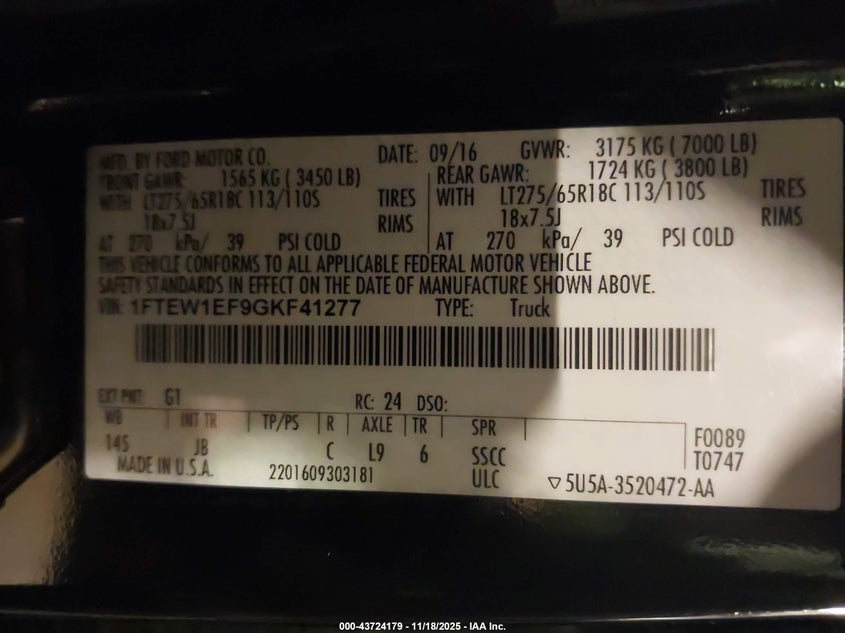 MFD. BY FORD MOTOR CO. DATE: 09/16 GVWR: 3175 KG ( 7000 LB)
FRONT GAWR: 1565 KG ( 3450 LB) REAR GAWR: 1724 KG ( 3800 LB)
WITH LT275/65R18C 113/110S TIRES WITH LT275/65R18C 113/110S TIRES
18x7.5J RIMS 18x7.5J RIMS
AT 270 kPa/ 39 PSI COLD AT 270 kPa/ 39 PSI COLD
THIS VEHICLE CONFORMS TO ALL APPLICABLE FEDERAL MOTOR VEHICLE
SAFETY STANDARDS IN EFFECT ON THE DATE OF MANUFACTURE SHOWN ABOVE.
VIN: 1FTEW1EF9GKF41277 TYPE: Truck
EXT PNT: G1 RC: 24 DSO:
WB INT TR TP/PS R AXLE TR SPR
145 JB C L9 6 SSCC
F0089
T0747
MADE IN U.S.A. 2201609303181 ULC ▽5U5A-3520472-AA
000-43724179 - 11/18/2025 - IAA Inc.